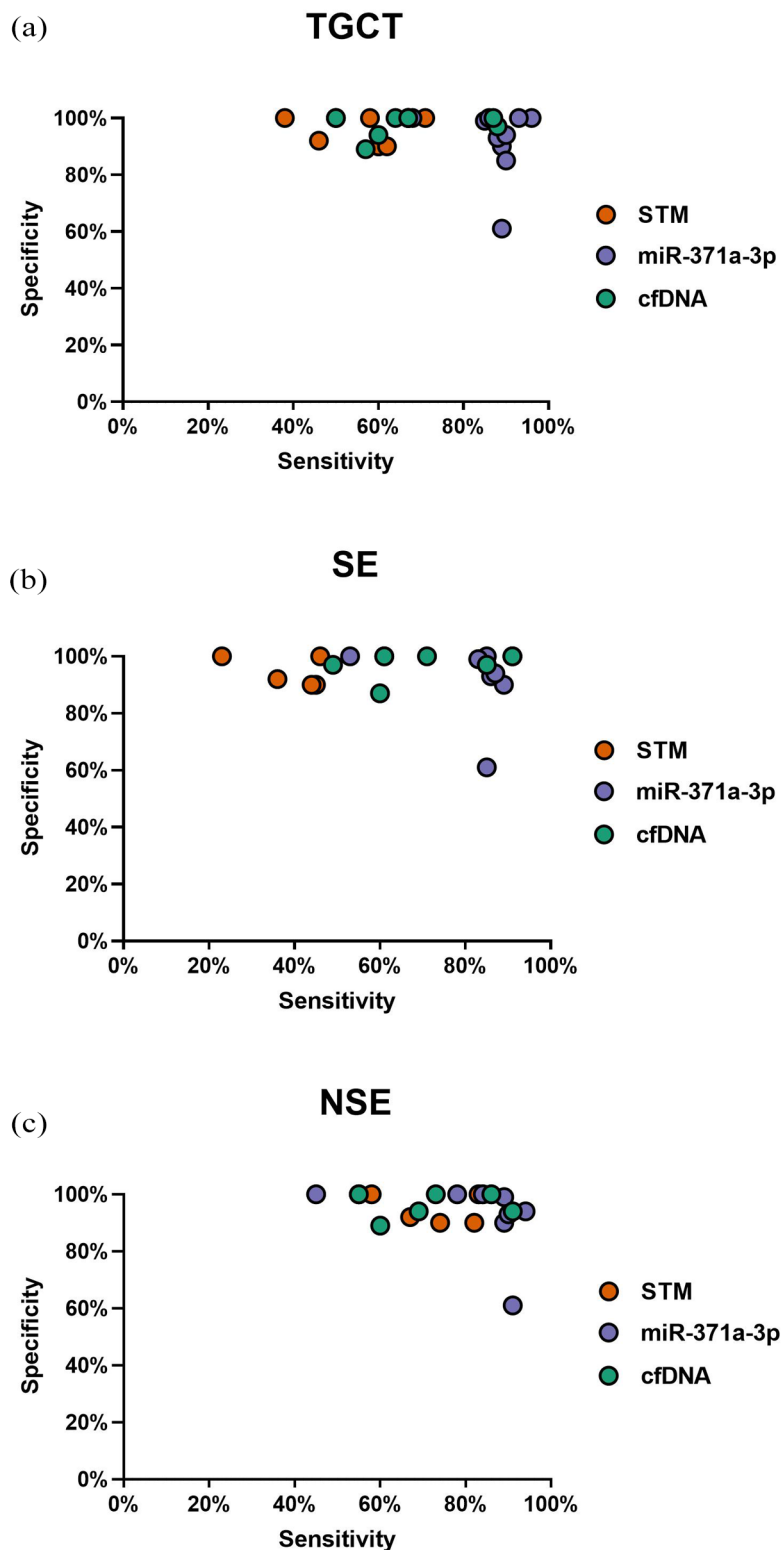 (a)
TGCT
100%
80%
60%
40%
20%
0%
Specificity
0% 20% 40% 60% 80% 100%
Sensitivity
STM
miR-371a-3p
cfDNA
(b)
SE
100%
80%
60%
40%
20%
0%
Specificity
0% 20% 40% 60% 80% 100%
Sensitivity
STM
miR-371a-3p
cfDNA
(c)
NSE
100%
80%
60%
40%
20%
0%
Specificity
0% 20% 40% 60% 80% 100%
Sensitivity
STM
miR-371a-3p
cfDNA